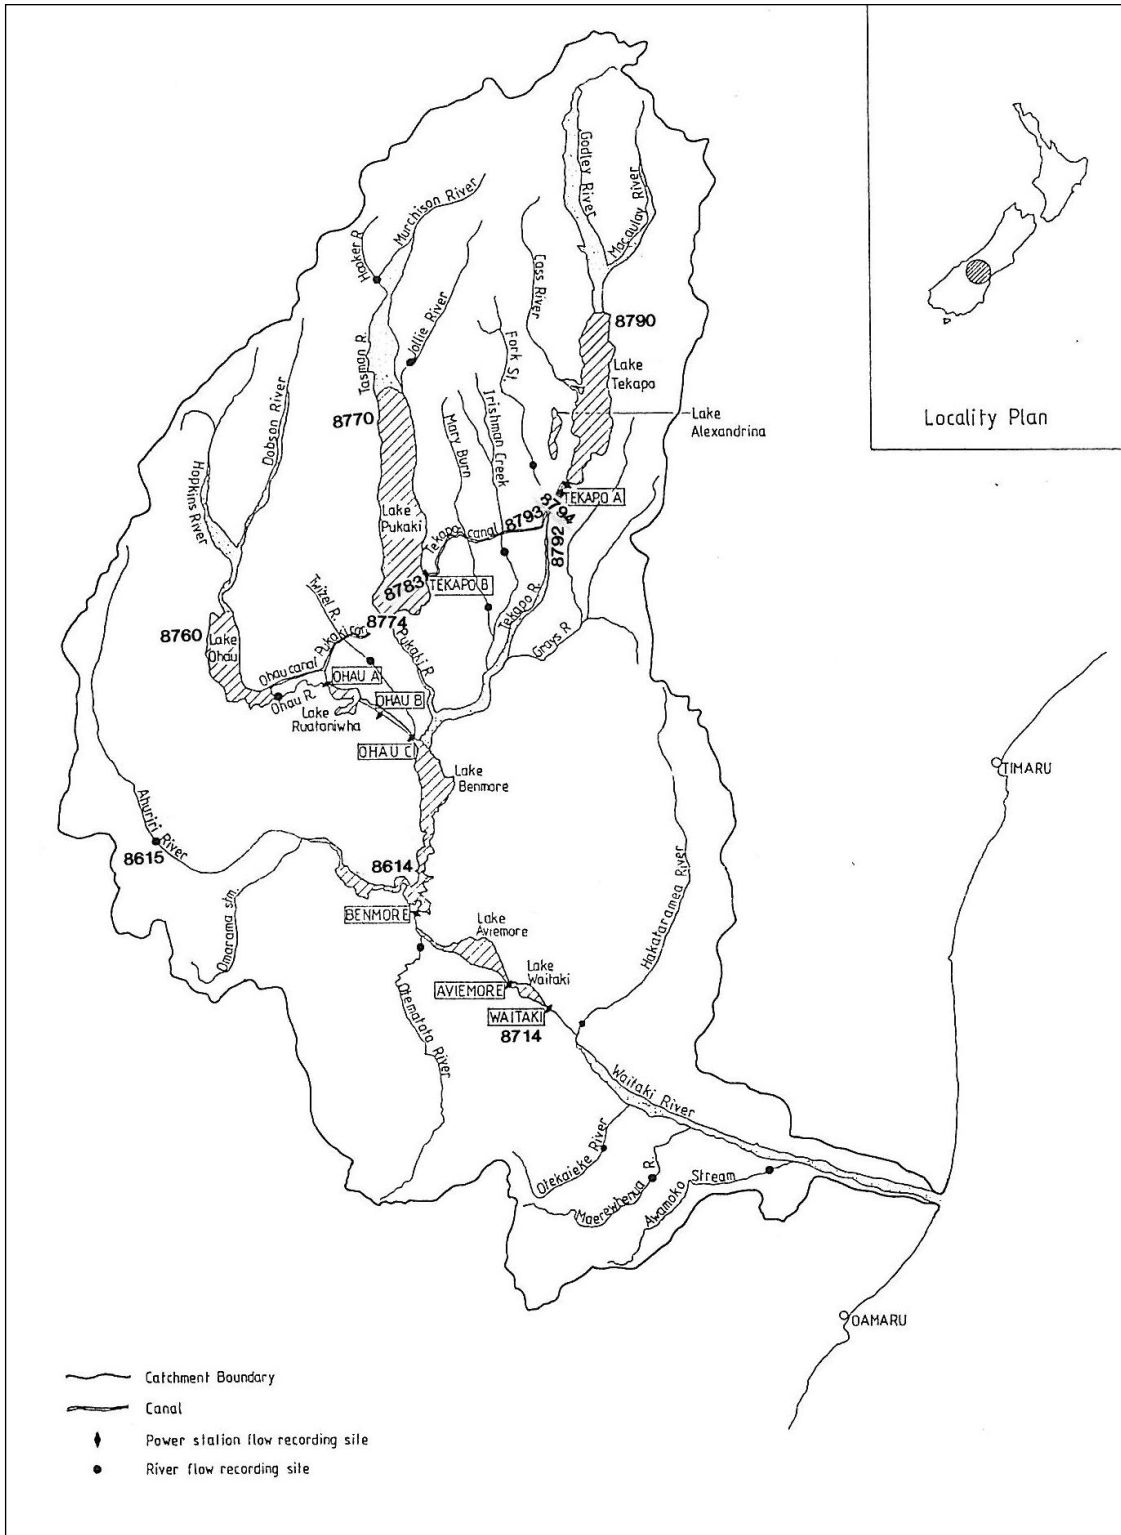 Godley River
Macaulay River
Murchison River
Hooker R.
Cass River
Jollie River
Tasman R.
Fork St.
8790
Lake
Tekapo
Lake
Alexandrina
Locality Plan
Dobson River
8770
Irishman Creek
Mary Burn
Hopkins River
Lake
Pukaki
Tekapo canal
8793
8794
TEKAPO A
8792
8783
TEKAPO B
Twizel R.
Tekapo R.
8774
Pukaki can.
Pukaki R
Grays R
8760
Lake
Ohau
Ohau canal
OHAU A
Ohau R.
OHAU B
Lake
Ruataniwha
OHAU C
Lake
Benmore
TIMARU
Ahuriri River
8615
8614
Omarama stm.
BENMORE
Lake
Aviemore
Hakataramea River
Lake
Waitaki
AVIEMORE
WAITAKI
8714
Otematata River
Waitaki River
Otekaieke River
Maerewhenua R.
Awamoko Stream
OAMARU
Catchment Boundary
Canal
Power station flow recording site
River flow recording site